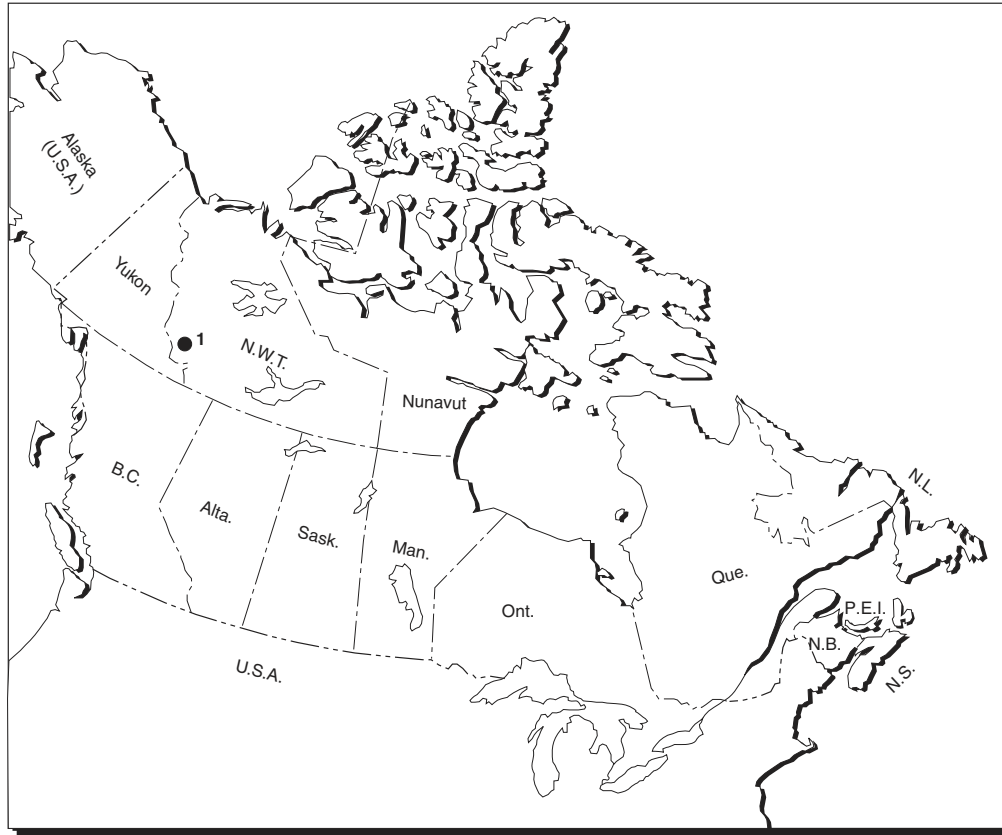 Alaska
(U.S.A.)
Yukon
1
N.W.T.
Nunavut
B.C.
Alta.
Sask.
Man.
Ont.
Que.
N.L.
P.E.I.
N.B.
N.S.
U.S.A.